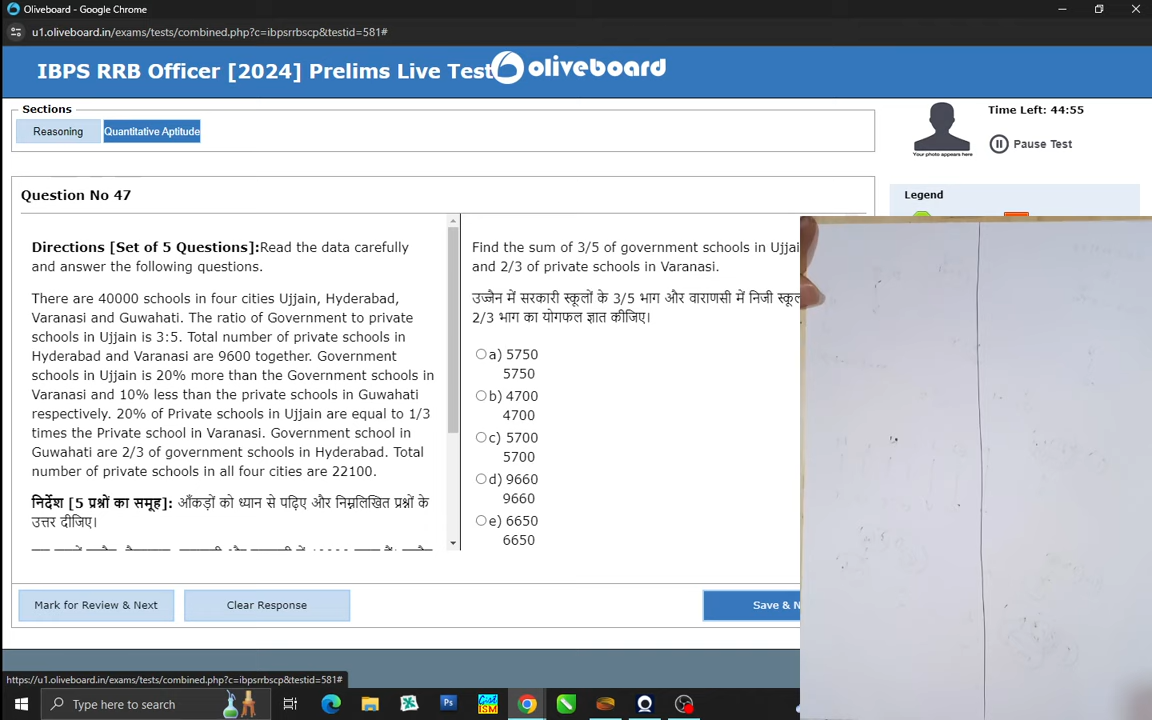 Oliveboard - Google Chrome
u1.oliveboard.in/exams/tests/combined.php?c=ibpsrrbscp&testid=581#
IBPS RRB Officer [2024] Prelims Live Test
oliveboard
Sections
Reasoning
Quantitative Aptitude
Your photo appears here
Time Left: 44:55
Pause Test
Question No 47
Legend
Directions [Set of 5 Questions]:Read the data carefully
and answer the following questions.
There are 40000 schools in four cities Ujjain, Hyderabad,
Varanasi and Guwahati. The ratio of Government to private
schools in Ujjain is 3:5. Total number of private schools in
Hyderabad and Varanasi are 9600 together. Government
schools in Ujjain is 20% more than the Government schools in
Varanasi and 10% less than the private schools in Guwahati
respectively. 20% of Private schools in Ujjain are equal to 1/3
times the Private school in Varanasi. Government school in
Guwahati are 2/3 of government schools in Hyderabad. Total
number of private schools in all four cities are 22100.
निर्देश [5 प्रश्नों का समूह]: आँकड़ों को ध्यान से पढ़िए और निम्नलिखित प्रश्नों के
उत्तर दीजिए।
Find the sum of 3/5 of government schools in Ujjai
and 2/3 of private schools in Varanasi.
उज्जैन में सरकारी स्कूलों के 3/5 भाग और वाराणसी में निजी स्कूल
2/3 भाग का योगफल ज्ञात कीजिए।
a) 5750
5750
b) 4700
4700
c) 5700
5700
d) 9660
9660
e) 6650
6650
Mark for Review & Next
Clear Response
Save & N
https://u1.oliveboard.in/exams/tests/combined.php?c=ibpsrrbscp&testid=581#
Type here to search
Ps
ISM